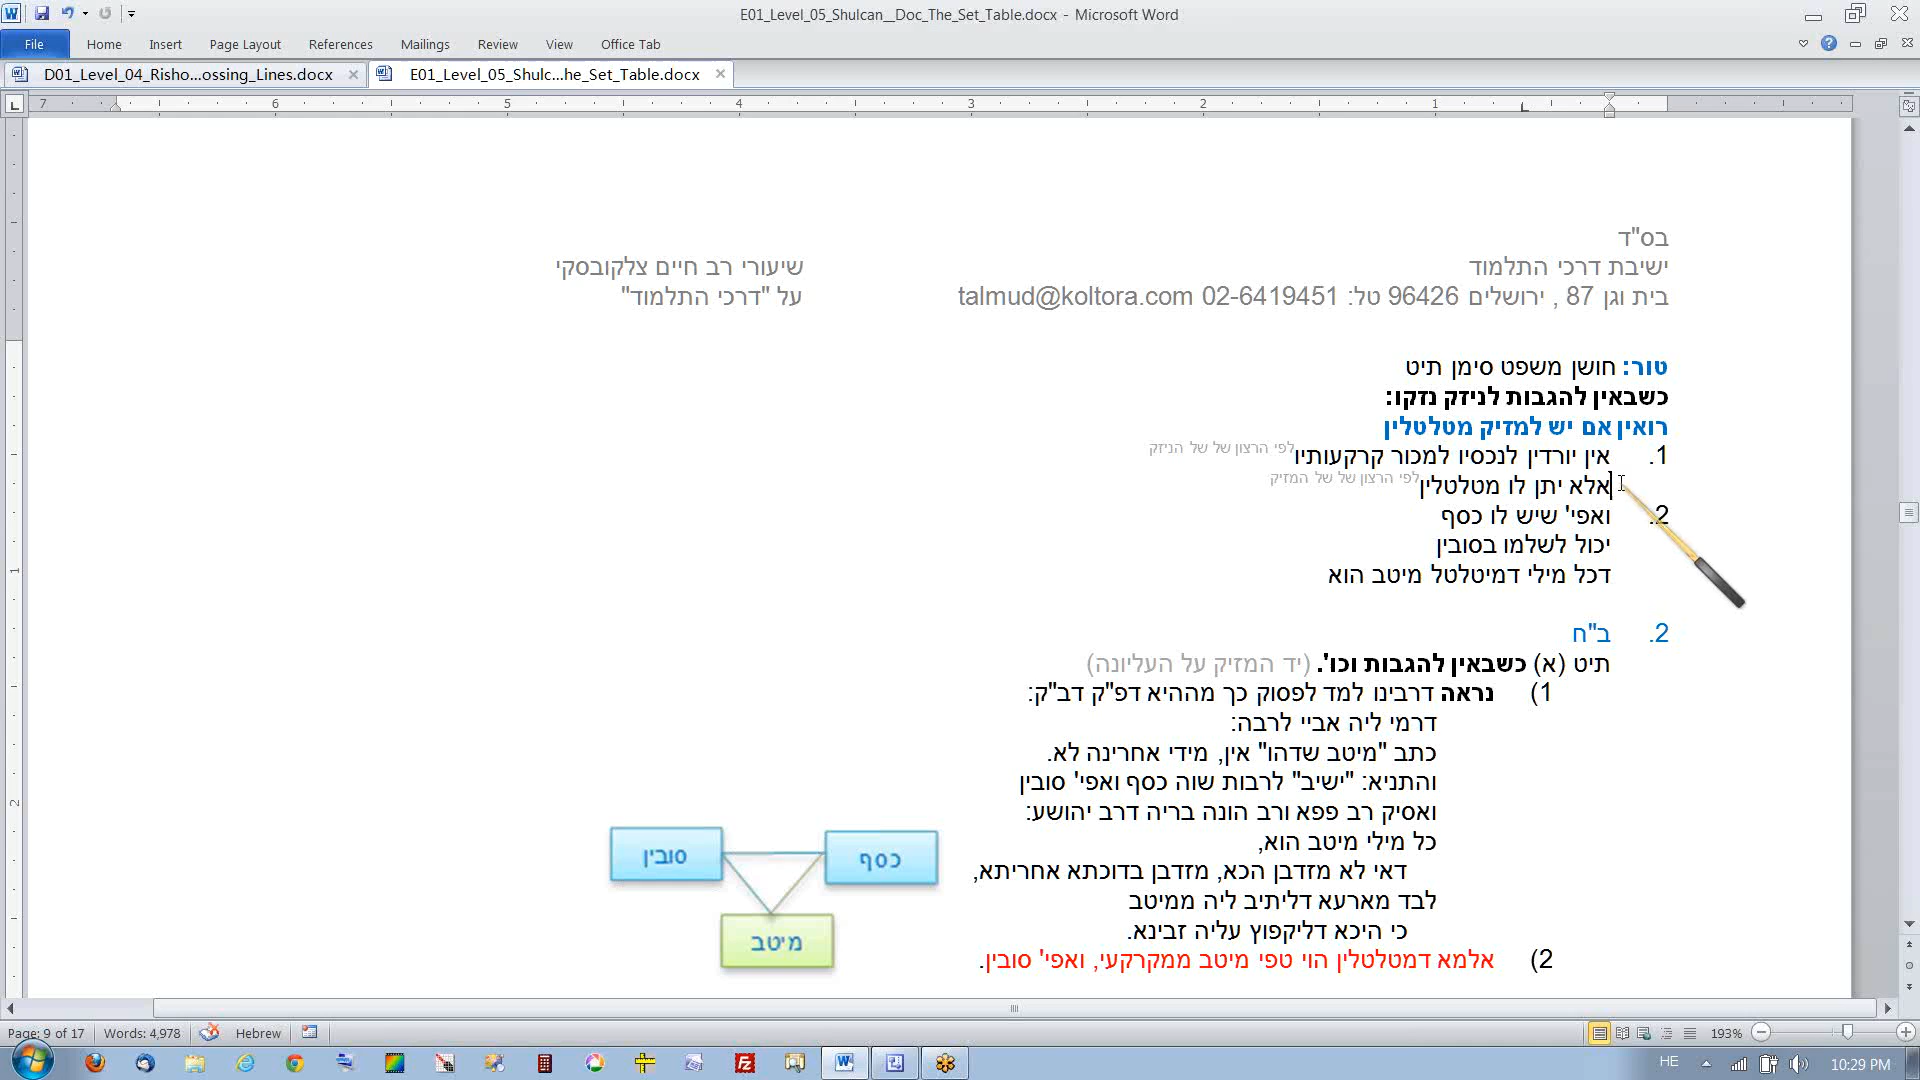 E01_Level_05_Shulcan__Doc_The_Set_Table.docx - Microsoft Word
File Home Insert Page Layout References Mailings Review View Office Tab
D01_Level_04_Risho...ossing_Lines.docx
E01_Level_05_Shulc...he_Set_Table.docx
7 6 5 4 3 2 1
בס"ד
ישיבת דרכי התלמוד
שיעורי רב חיים צלקובסקי
בית וגן 87 , ירושלים 96426 טל: 02-6419451 talmud@koltora.com
על "דרכי התלמוד"
טור: חושן משפט סימן תיט
כשבאין להגבות לניזק נזקו:
רואין אם יש למזיק מטלטלין
1. אין יורדין לנכסיו למכור קרקעותיו לפי הרצון של של הניזק
אלא יתן לו מטלטלין לפי הרצון של של המזיק
2. ואפי' שיש לו כסף
יכול לשלמו בסובין
דכל מילי דמיטלטל מיטב הוא
2. ב"ח
תיט (א) כשבאין להגבות וכו'. (יד המזיק על העליונה)
1) נראה דרבינו למד לפסוק כך מההיא דפ"ק דב"ק:
דרמי ליה אביי לרבה:
כתב "מיטב שדהו" אין, מידי אחרינה לא.
והתניא: "ישיב" לרבות שוה כסף ואפי' סובין
ואסיק רב פפא ורב הונה בריה דרב יהושע:
כל מילי מיטב הוא,
דאי לא מזדבן הכא, מזדבן בדוכתא אחריתא,
לבד מארעא דליתיב ליה ממיטב
כי היכא דליקפוץ עליה זבינא.
2) אלמא דמטלטלין הוי טפי מיטב ממקרקעי, ואפי' סובין.
כסף
סובין
מיטב
1
2
Page: 9 of 17 Words: 4,978 Hebrew 193%
HE 10:29 PM